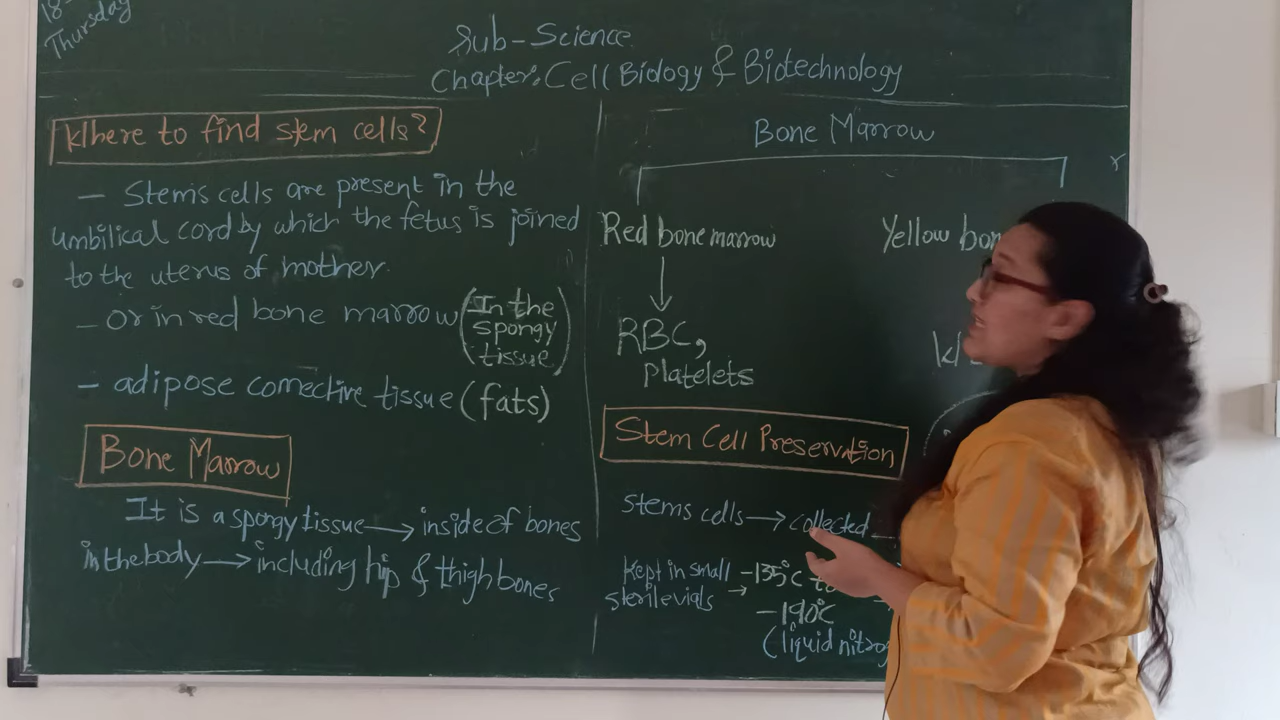 18-
Thursday
Sub-Science
Chapter:Cell Biology & Biotechnology
Where to find stem cells?
– Stems cells are present in the
umbilical cord by which the fetus is joined
to the uterus of mother.
– Or in red bone marrow (In the
spongy
tissue)
– adipose connective tissue (fats)
Bone Marrow
It is a spongy tissue → inside of bones
in the body → including hip & thigh bones
Bone Marrow
Red bone marrow
Yellow bon
RBC,
Platelets
Stem Cell Preservation
Stems cells → collected
kept in small
sterile vials → -135°c to
-190°c
(liquid nitrog